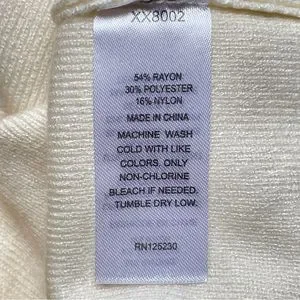 XX8002
54% RAYON
30% POLYESTER
16% NYLON
MADE IN CHINA
MACHINE WASH
COLD WITH LIKE
COLORS. ONLY
NON-CHLORINE
BLEACH IF NEEDED.
TUMBLE DRY LOW.
RN125230